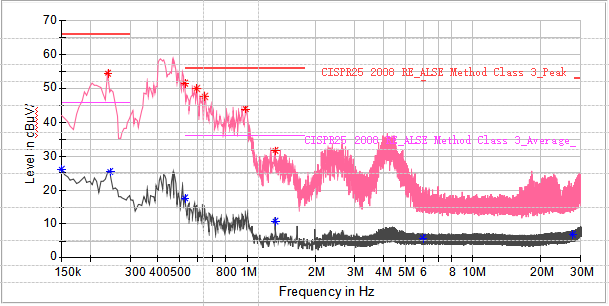 70
60
50
40
30
20
10
0
Level in dBµV/
CISPR25 2008 RE_ALSE Method Class 3_Peak
CISPR25 2008 RE_ALSE Method Class 3_Average_
150k 300 400 500 800 1M 2M 3M 4M 5M 6 8 10M 20M 30M
Frequency in Hz